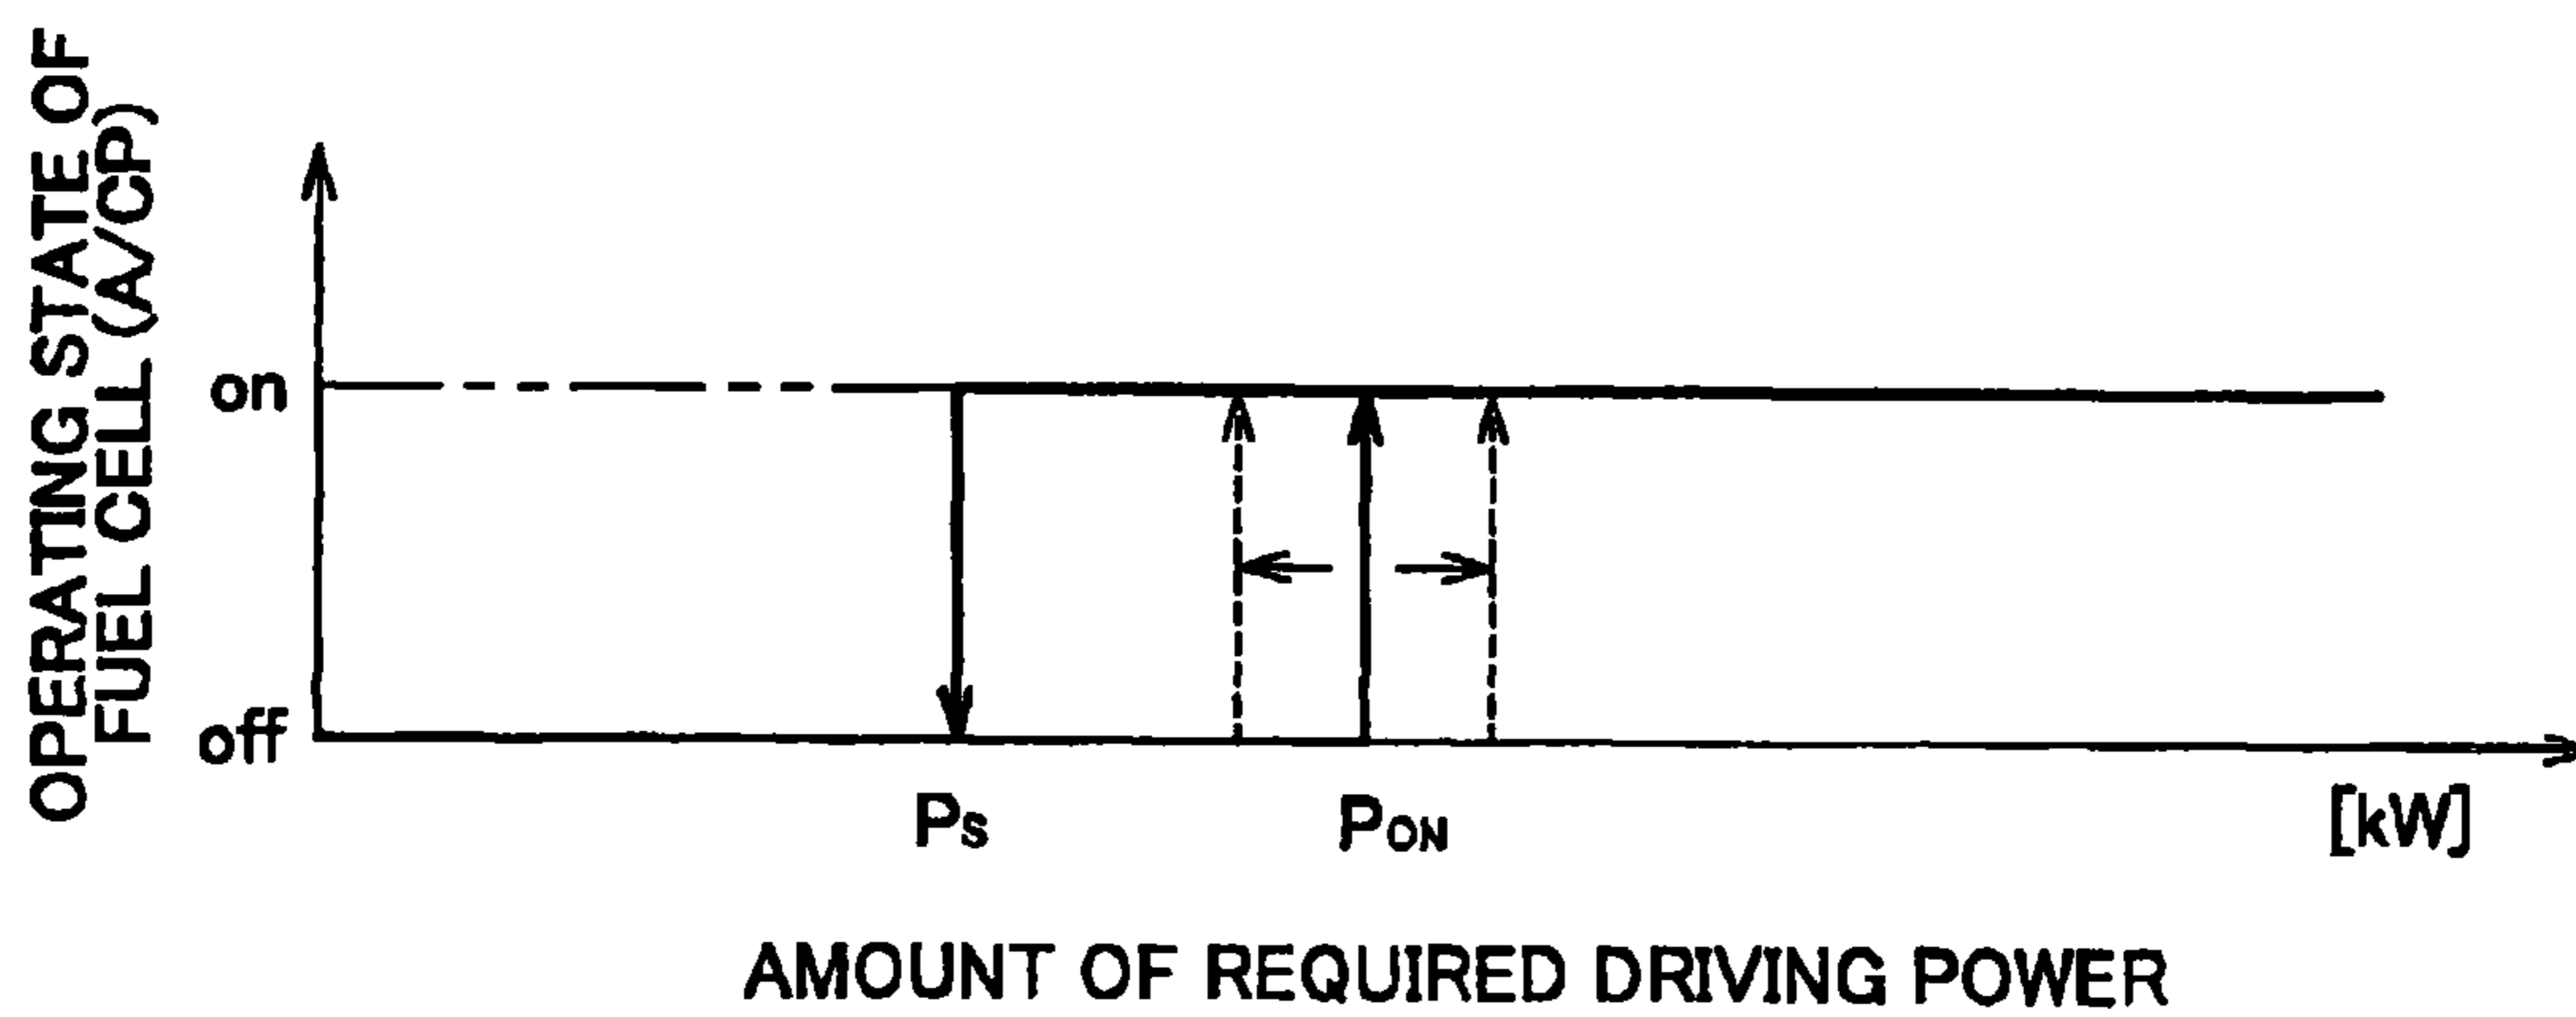 OPERATING STATE OF
FUEL CELL (A/CP)
on
off
Ps
PON
[kW]
AMOUNT OF REQUIRED DRIVING POWER